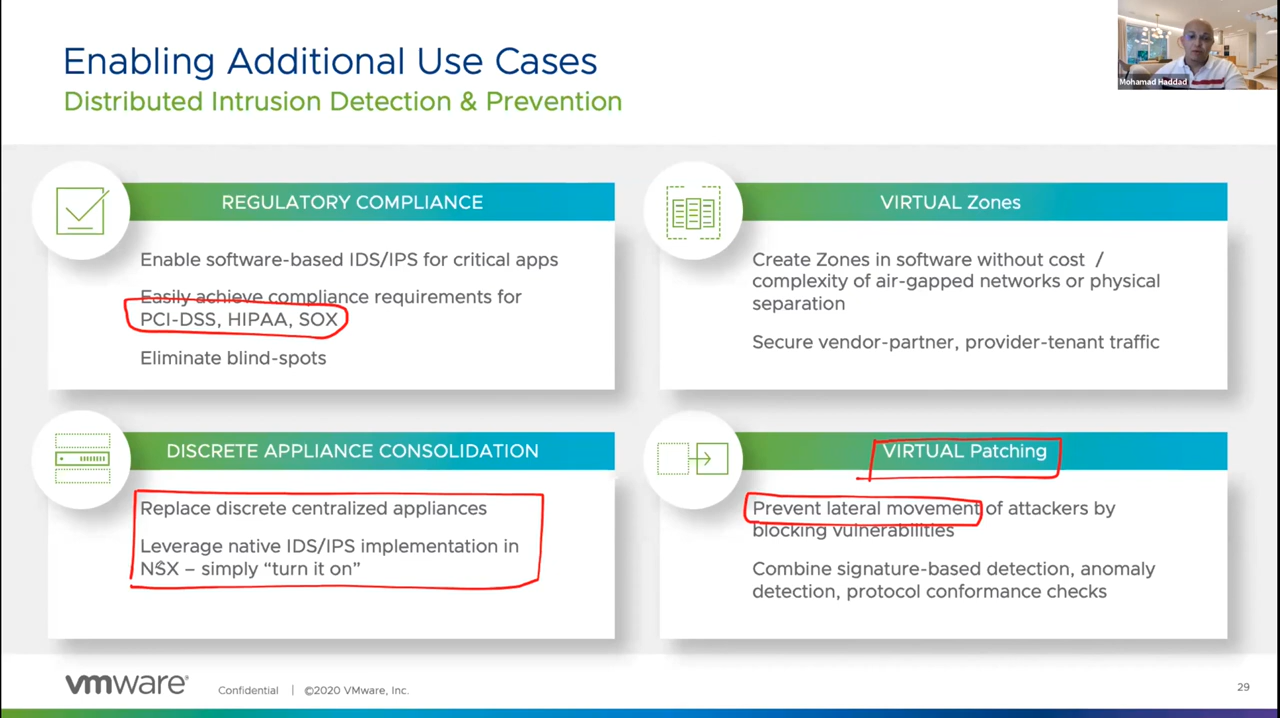 Enabling Additional Use Cases
Distributed Intrusion Detection & Prevention
Mohamad Haddad
REGULATORY COMPLIANCE
Enable software-based IDS/IPS for critical apps
Easily achieve compliance requirements for
PCI-DSS, HIPAA, SOX
Eliminate blind-spots
VIRTUAL Zones
Create Zones in software without cost /
complexity of air-gapped networks or physical
separation
Secure vendor-partner, provider-tenant traffic
DISCRETE APPLIANCE CONSOLIDATION
Replace discrete centralized appliances
Leverage native IDS/IPS implementation in
NSX – simply “turn it on”
VIRTUAL Patching
Prevent lateral movement of attackers by
blocking vulnerabilities
Combine signature-based detection, anomaly
detection, protocol conformance checks
vmware®
Confidential | ©2020 VMware, Inc.
29